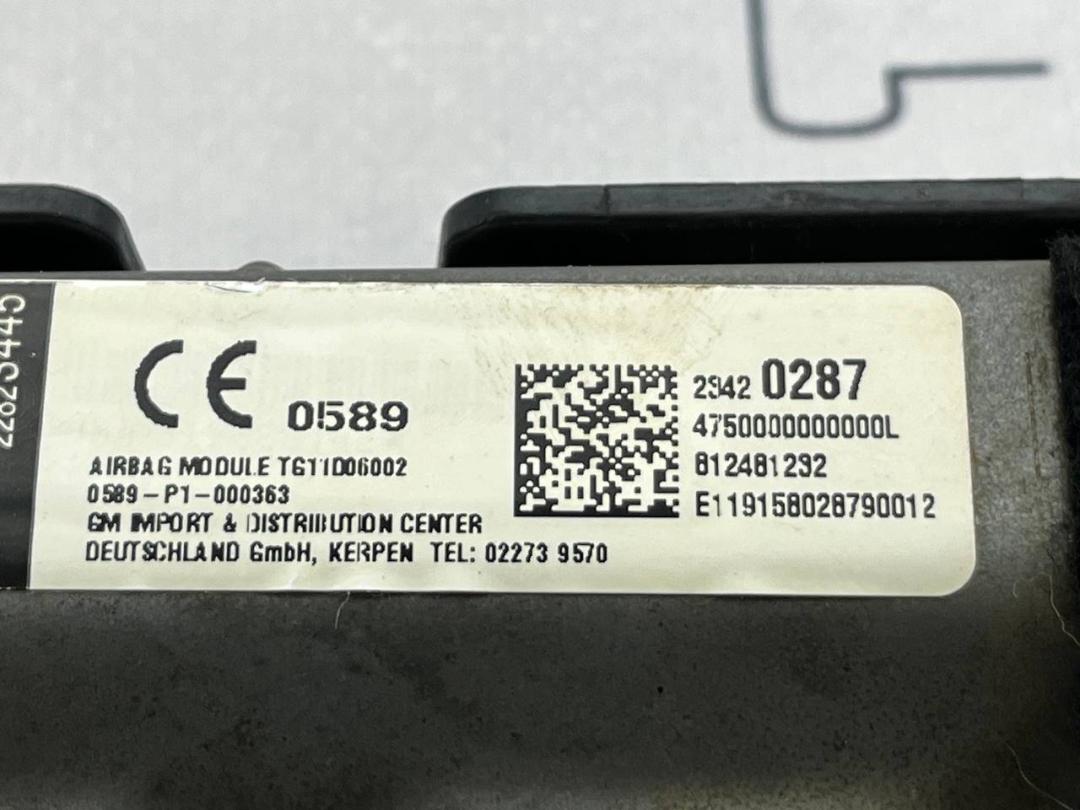 CE 0589
AIRBAG MODULE TG11D06002
0589-P1-000363
GM IMPORT & DISTRIBUTION CENTER
DEUTSCHLAND GmbH, KERPEN TEL: 02273 9570
2342 0287
4750000000000L
812481232
E119158028790012